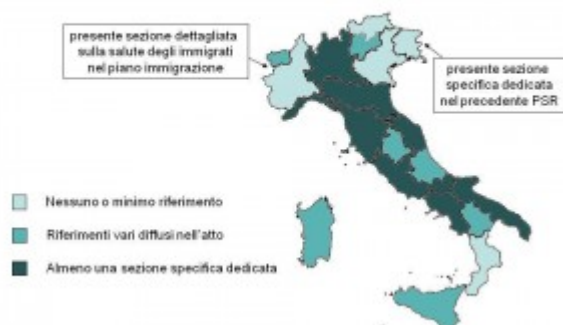 presente sezione dettagliata
sulla salute degli immigrati
nel piano immigrazione
presente sezione
specifica dedicata
nel precedente PSR
Nessuno o minimo riferimento
Riferimenti vari diffusi nell'atto
Almeno una sezione specifica dedicata